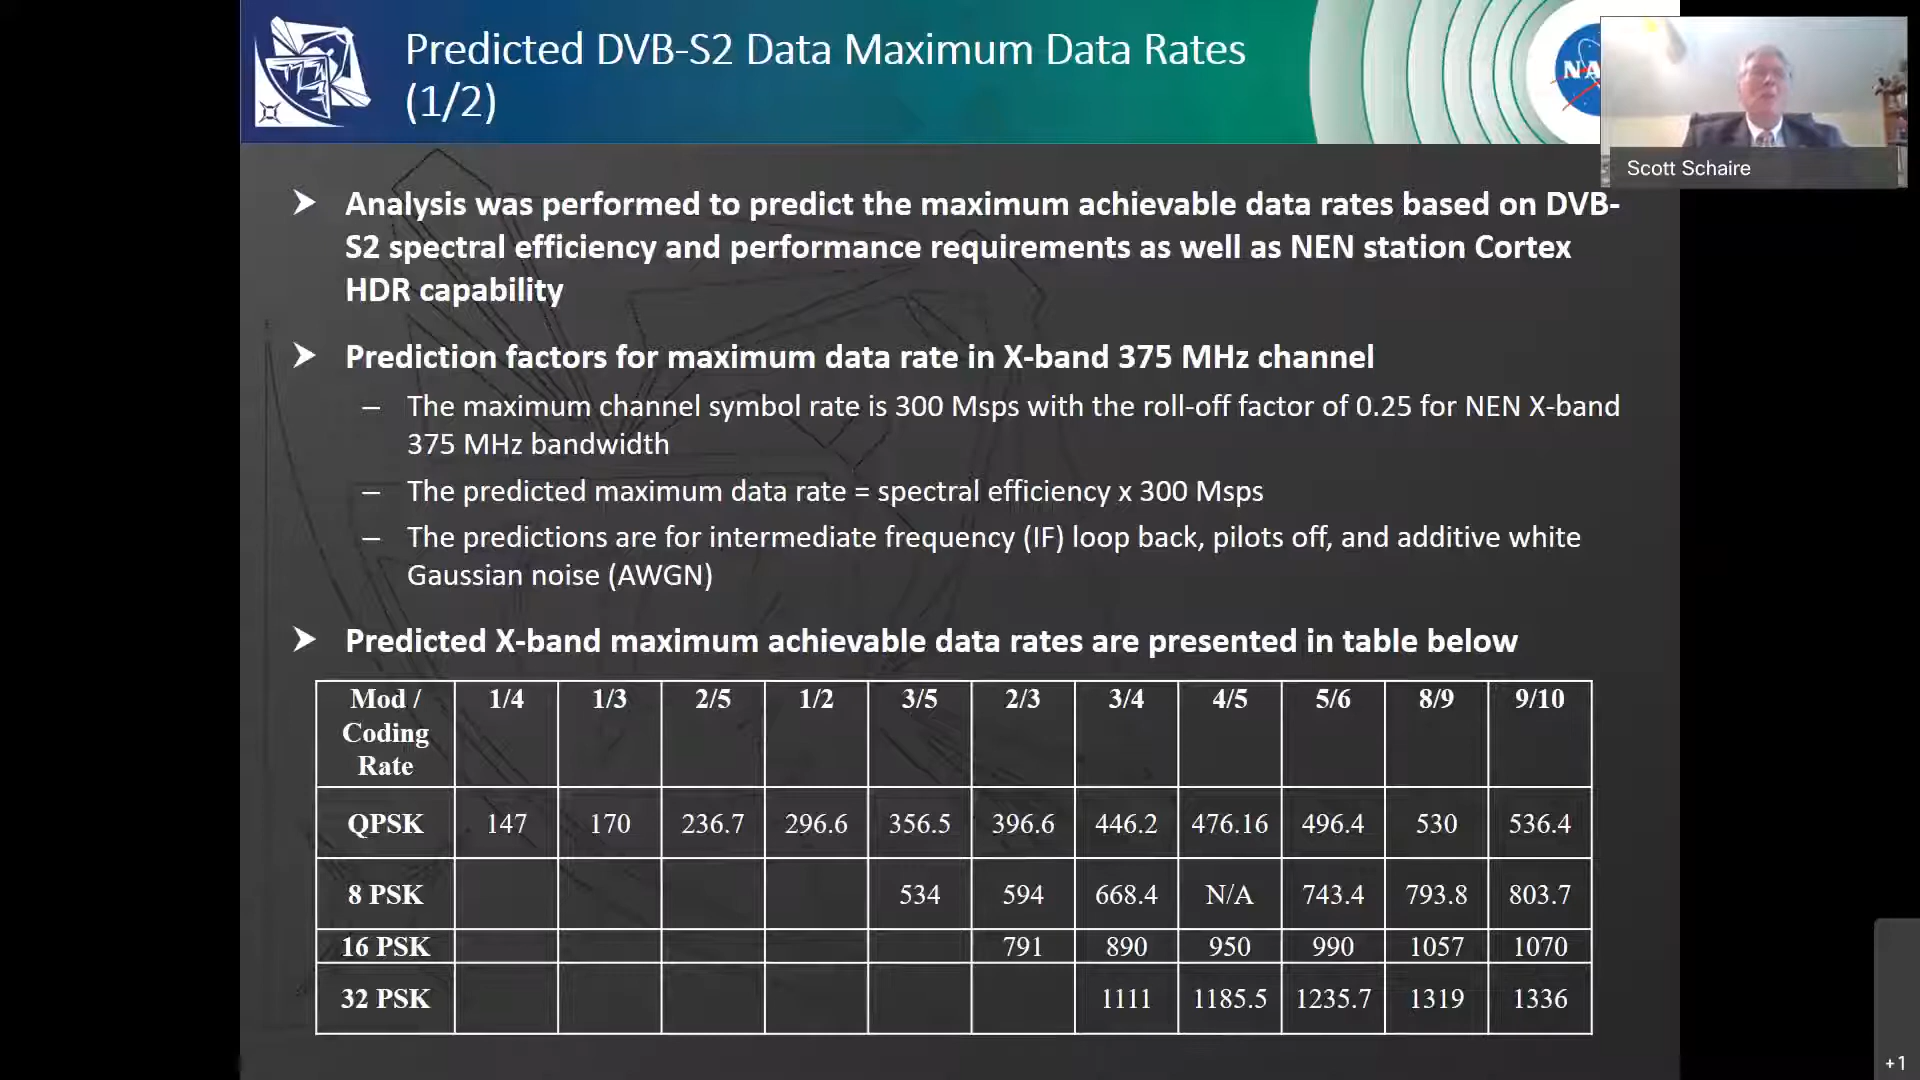 Predicted DVB-S2 Data Maximum Data Rates
(1/2)
NA
Scott Schaire
Analysis was performed to predict the maximum achievable data rates based on DVB-
S2 spectral efficiency and performance requirements as well as NEN station Cortex
HDR capability
Prediction factors for maximum data rate in X-band 375 MHz channel
– The maximum channel symbol rate is 300 Msps with the roll-off factor of 0.25 for NEN X-band
375 MHz bandwidth
– The predicted maximum data rate = spectral efficiency x 300 Msps
– The predictions are for intermediate frequency (IF) loop back, pilots off, and additive white
Gaussian noise (AWGN)
Predicted X-band maximum achievable data rates are presented in table below
Mod / Coding Rate 1/4 1/3 2/5 1/2 3/5 2/3 3/4 4/5 5/6 8/9 9/10
QPSK 147 170 236.7 296.6 356.5 396.6 446.2 476.16 496.4 530 536.4
8 PSK 534 594 668.4 N/A 743.4 793.8 803.7
16 PSK 791 890 950 990 1057 1070
32 PSK 1111 1185.5 1235.7 1319 1336
+1